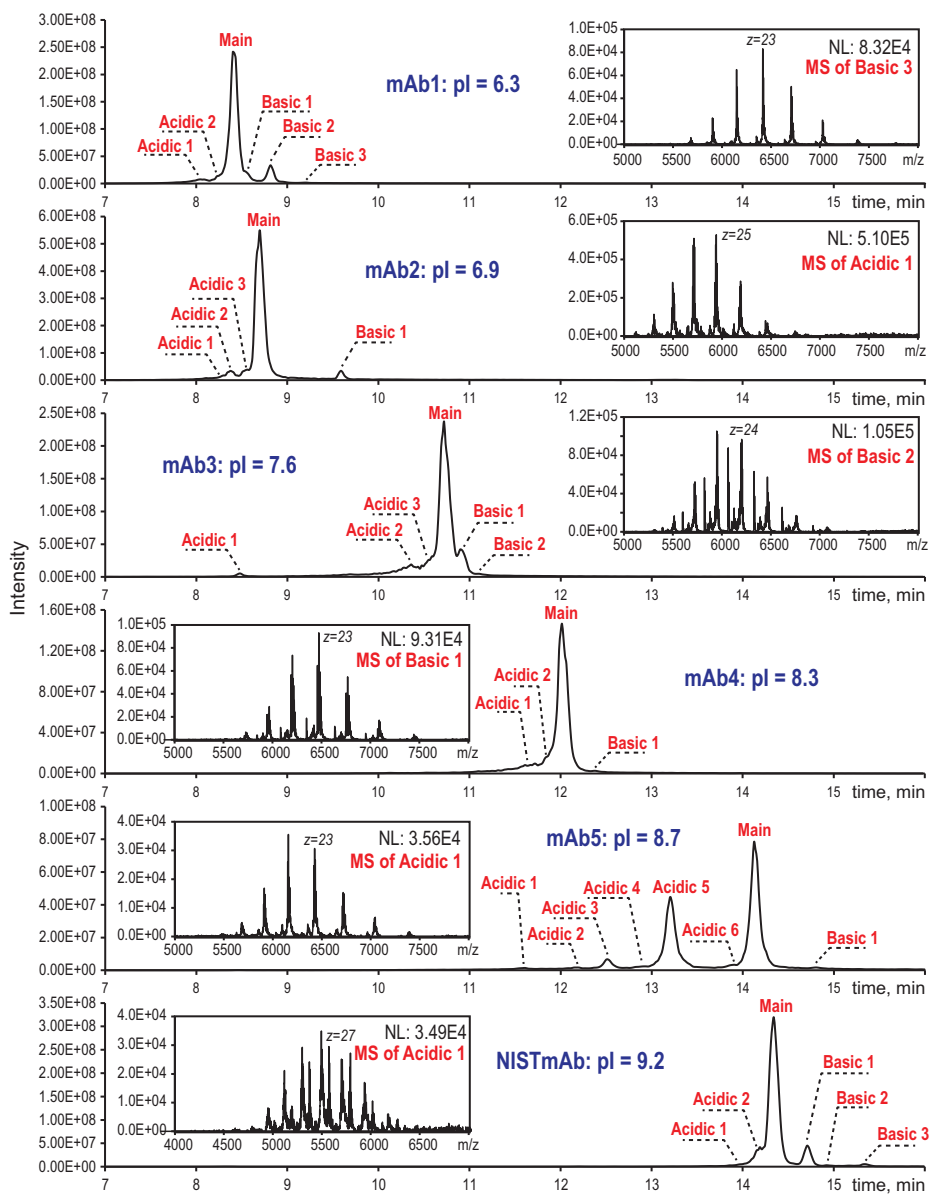 Intensity
3.00E+08
2.50E+08
2.00E+08
1.50E+08
1.00E+08
5.00E+07
0.00E+00
Main
Acidic 2
Acidic 1
Basic 1
Basic 2
Basic 3
mAb1: pI = 6.3
1.0E+05
8.0E+04
6.0E+04
4.0E+04
2.0E+04
0.0E+00
z=23
NL: 8.32E4
MS of Basic 3
5000 5500 6000 6500 7000 7500 m/z
7 8 9 10 11 12 13 14 15 time, min
6.00E+08
5.00E+08
4.00E+08
3.00E+08
2.00E+08
1.00E+08
0.00E+00
Main
Acidic 3
Acidic 2
Acidic 1
Basic 1
mAb2: pI = 6.9
6.0E+05
4.0E+05
2.0E+05
0.0E+00
z=25
NL: 5.10E5
MS of Acidic 1
5000 5500 6000 6500 7000 7500 m/z
7 8 9 10 11 12 13 14 15 time, min
2.50E+08
2.00E+08
1.50E+08
1.00E+08
5.00E+07
0.00E+00
mAb3: pI = 7.6
Main
Acidic 1
Acidic 3
Acidic 2
Basic 1
Basic 2
1.2E+05
8.0E+04
4.0E+04
0.0E+00
z=24
NL: 1.05E5
MS of Basic 2
5000 5500 6000 6500 7000 7500 m/z
7 8 9 10 11 12 13 14 15 time, min
1.60E+08
1.20E+08
8.00E+07
4.00E+07
0.00E+00
1.0E+05
8.0E+04
6.0E+04
4.0E+04
2.0E+04
0.0E+00
z=23
NL: 9.31E4
MS of Basic 1
5000 5500 6000 6500 7000 7500 m/z
Main
Acidic 2
Acidic 1
Basic 1
mAb4: pI = 8.3
7 8 9 10 11 12 13 14 15 time, min
1.00E+08
8.00E+07
6.00E+07
4.00E+07
2.00E+07
0.00E+00
4.0E+04
3.0E+04
2.0E+04
1.0E+04
0.0E+00
z=23
NL: 3.56E4
MS of Acidic 1
5000 5500 6000 6500 7000 7500 m/z
mAb5: pI = 8.7
Main
Acidic 1
Acidic 2
Acidic 3
Acidic 4
Acidic 5
Acidic 6
Basic 1
7 8 9 10 11 12 13 14 15 time, min
3.50E+08
3.00E+08
2.50E+08
2.00E+08
1.50E+08
1.00E+08
5.00E+07
0.00E+00
4.0E+04
3.0E+04
2.0E+04
1.0E+04
0.0E+00
z=27
NL: 3.49E4
MS of Acidic 1
4000 4500 5000 5500 6000 6500 m/z
NISTmAb: pI = 9.2
Main
Acidic 2
Acidic 1
Basic 1
Basic 2
Basic 3
7 8 9 10 11 12 13 14 15 time, min